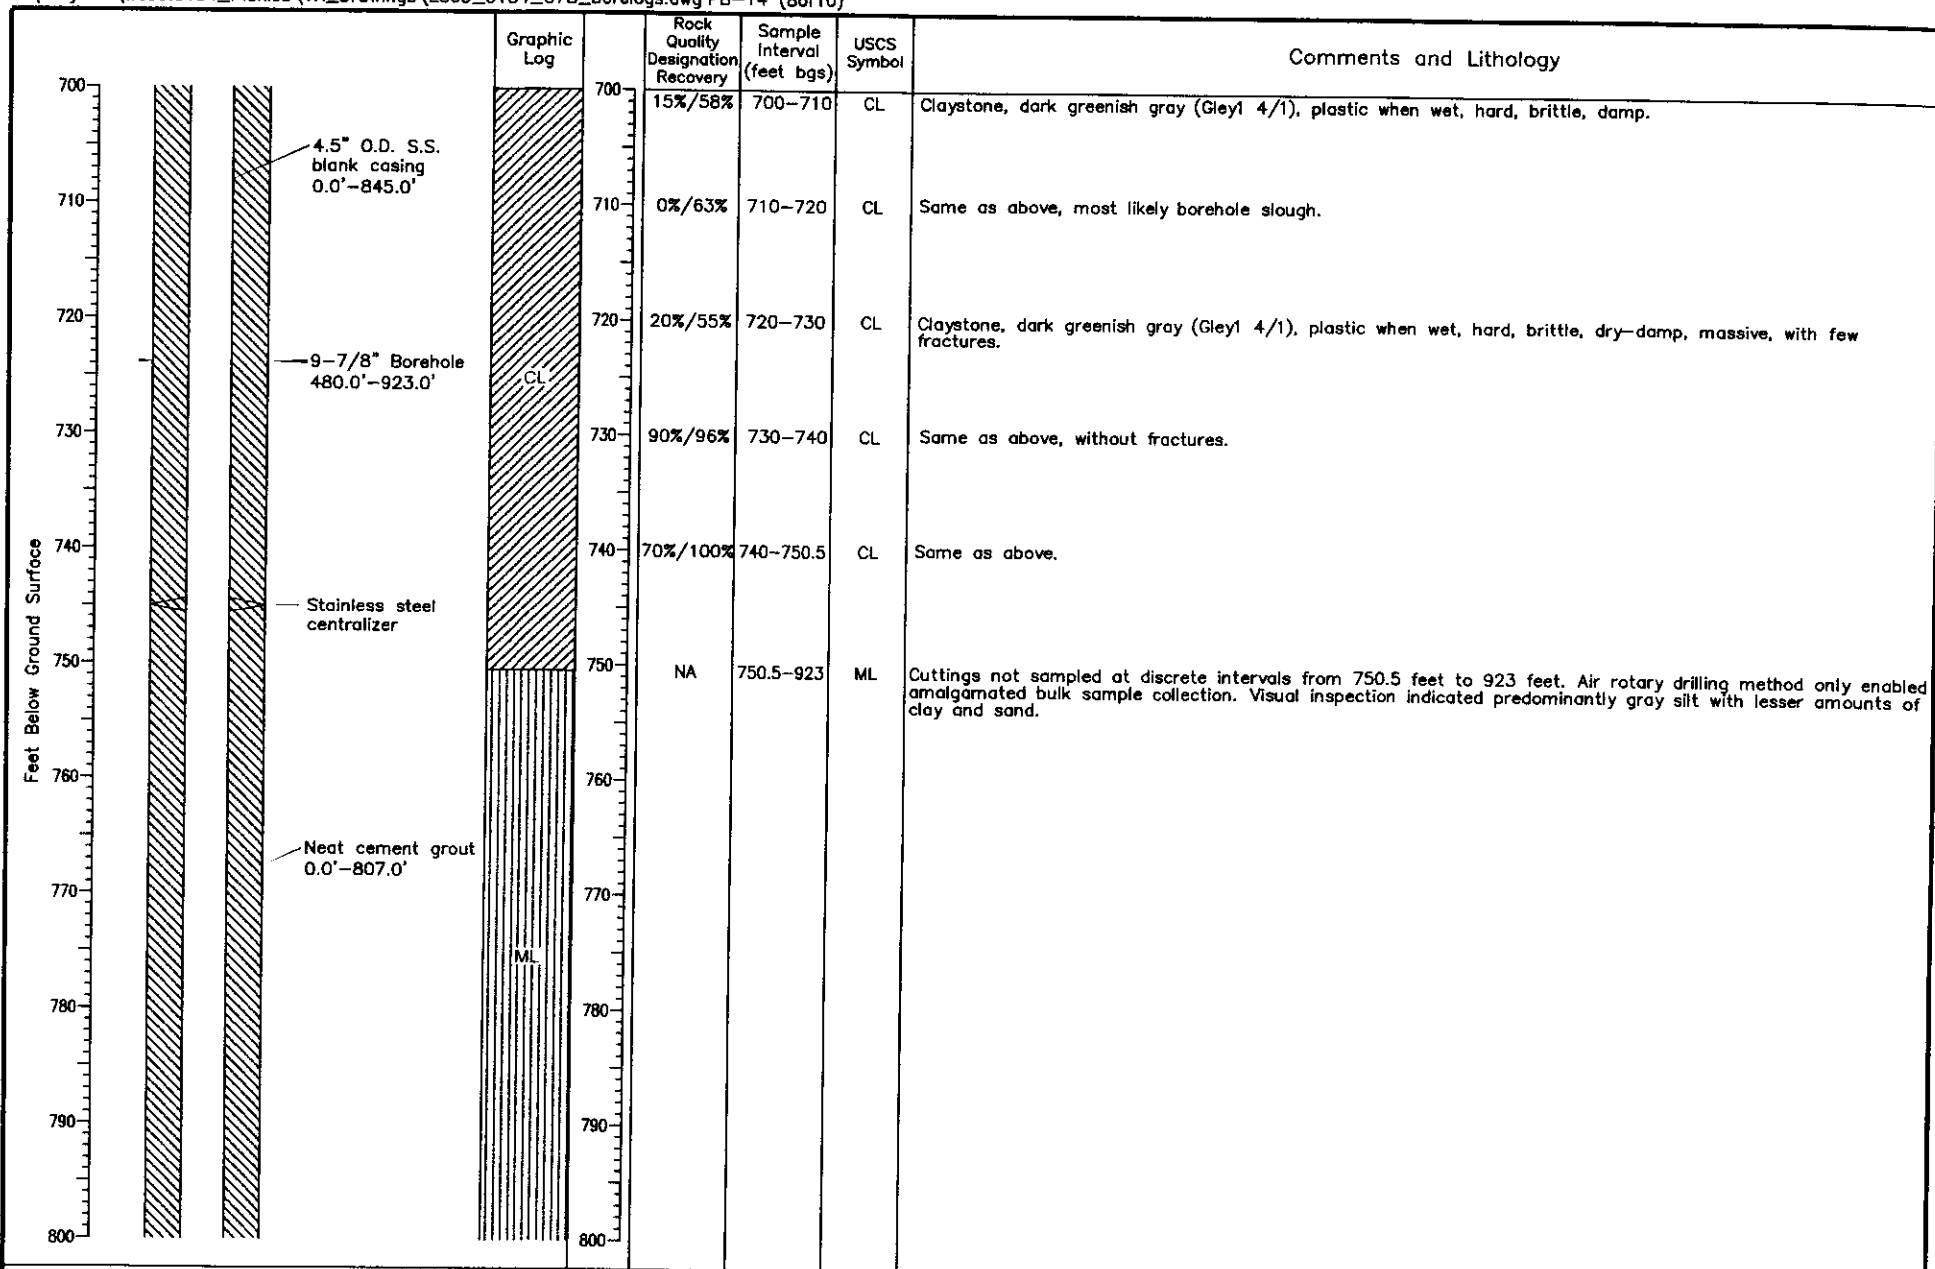 PB-14 (8of10)
Graphic Log
Rock Quality Designation Recovery
Sample Interval (feet bgs)
USCS Symbol
Comments and Lithology
700
700
15%/58% 700-710 CL Claystone, dark greenish gray (Gley1 4/1), plastic when wet, hard, brittle, damp.
4.5" O.D. S.S.
blank casing
0.0'-845.0'
710
710
0%/63% 710-720 CL Same as above, most likely borehole slough.
720
720
20%/55% 720-730 CL Claystone, dark greenish gray (Gley1 4/1), plastic when wet, hard, brittle, dry-damp, massive, with few
fractures.
9-7/8" Borehole
480.0'-923.0'
CL
730
730
90%/96% 730-740 CL Same as above, without fractures.
740
740
70%/100% 740-750.5 CL Same as above.
Feet Below Ground Surface
Stainless steel
centralizer
750
750
NA 750.5-923 ML Cuttings not sampled at discrete intervals from 750.5 feet to 923 feet. Air rotary drilling method only enabled
amalgamated bulk sample collection. Visual inspection indicated predominantly gray silt with lesser amounts of
clay and sand.
760
760
Neat cement grout
0.0'-807.0'
770
770
ML
780
780
790
790
800
800